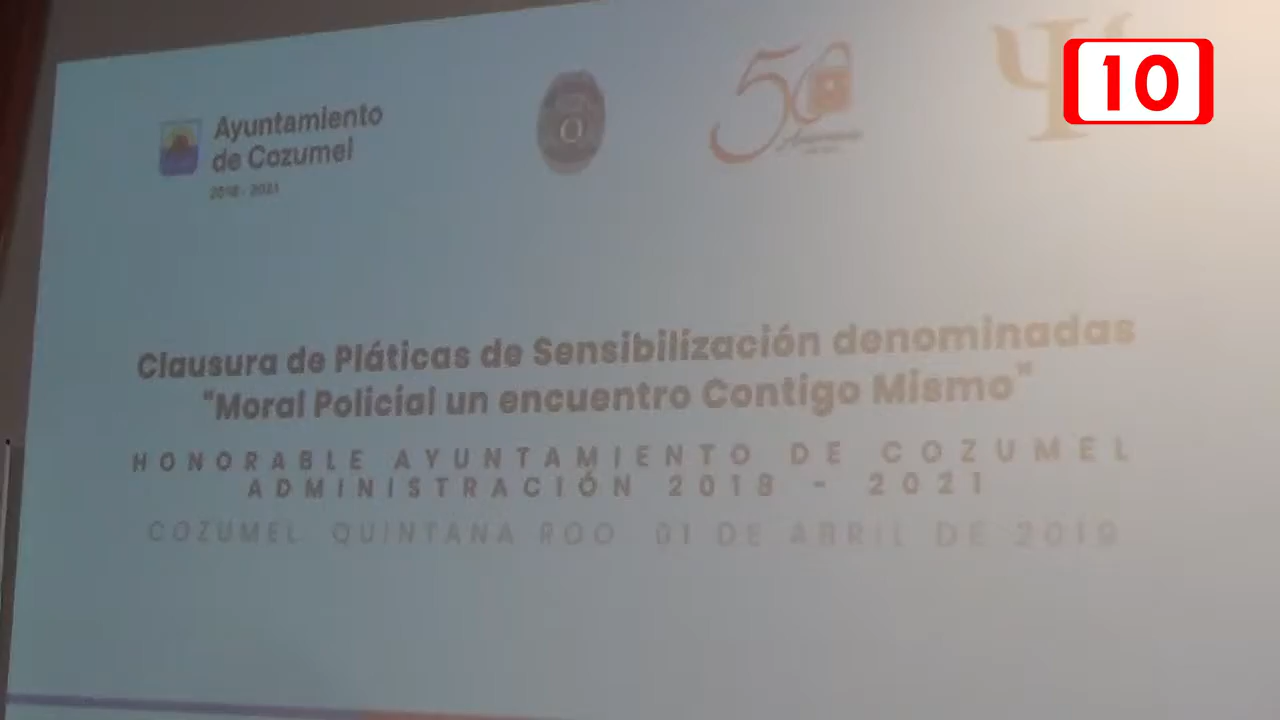 Ayuntamiento
de Cozumel
2018 - 2021
50
Ψ
10
Clausura de Pláticas de Sensibilización denominadas
"Moral Policial un encuentro Contigo Mismo"
HONORABLE AYUNTAMIENTO DE COZUMEL
ADMINISTRACIÓN 2018 - 2021
COZUMEL QUINTANA ROO 01 DE ABRIL DE 2019